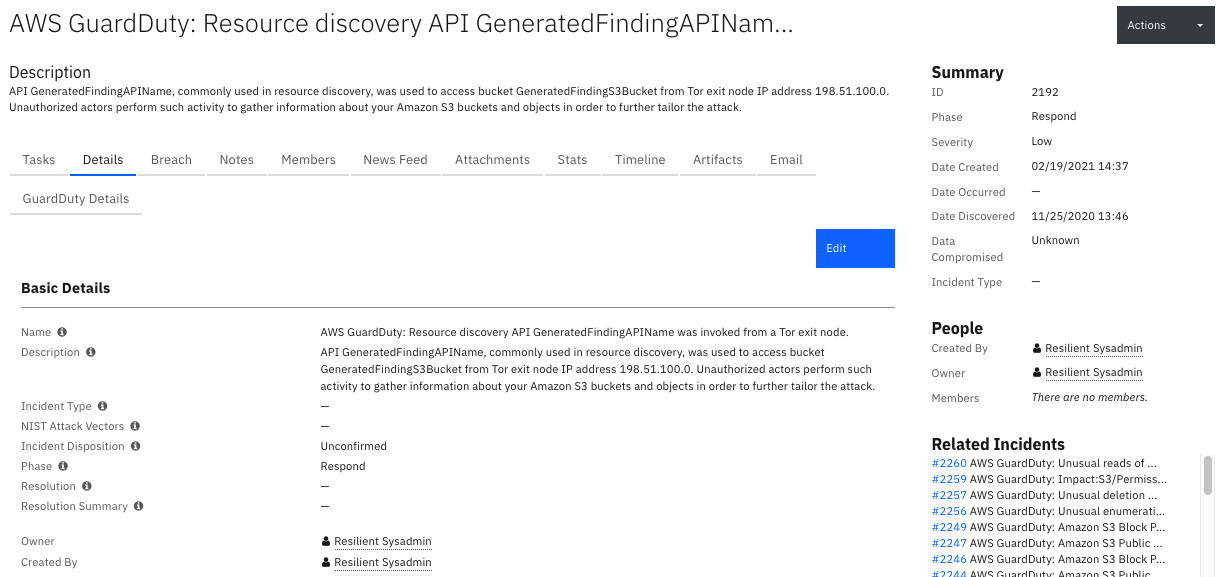 AWS GuardDuty: Resource discovery API GeneratedFindingAPINam...
Actions
Description
API GeneratedFindingAPIName, commonly used in resource discovery, was used to access bucket GeneratedFindingS3Bucket from Tor exit node IP address 198.51.100.0.
Unauthorized actors perform such activity to gather information about your Amazon S3 buckets and objects in order to further tailor the attack.
Tasks Details Breach Notes Members News Feed Attachments Stats Timeline Artifacts Email
GuardDuty Details
Edit
Basic Details
Name AWS GuardDuty: Resource discovery API GeneratedFindingAPIName was invoked from a Tor exit node.
Description API GeneratedFindingAPIName, commonly used in resource discovery, was used to access bucket
GeneratedFindingS3Bucket from Tor exit node IP address 198.51.100.0. Unauthorized actors perform such
activity to gather information about your Amazon S3 buckets and objects in order to further tailor the attack.
Incident Type —
NIST Attack Vectors —
Incident Disposition Unconfirmed
Phase Respond
Resolution —
Resolution Summary —
Owner Resilient Sysadmin
Created By Resilient Sysadmin
Summary
ID 2192
Phase Respond
Severity Low
Date Created 02/19/2021 14:37
Date Occurred —
Date Discovered 11/25/2020 13:46
Data Unknown
Compromised
Incident Type —
People
Created By Resilient Sysadmin
Owner Resilient Sysadmin
Members There are no members.
Related Incidents
#2260 AWS GuardDuty: Unusual reads of ...
#2259 AWS GuardDuty: Impact:S3/Permiss...
#2257 AWS GuardDuty: Unusual deletion ...
#2256 AWS GuardDuty: Unusual enumerati...
#2249 AWS GuardDuty: Amazon S3 Block P...
#2247 AWS GuardDuty: Amazon S3 Public ...
#2246 AWS GuardDuty: Amazon S3 Block P...
#2244 AWS GuardDuty: Amazon S3 Public ...